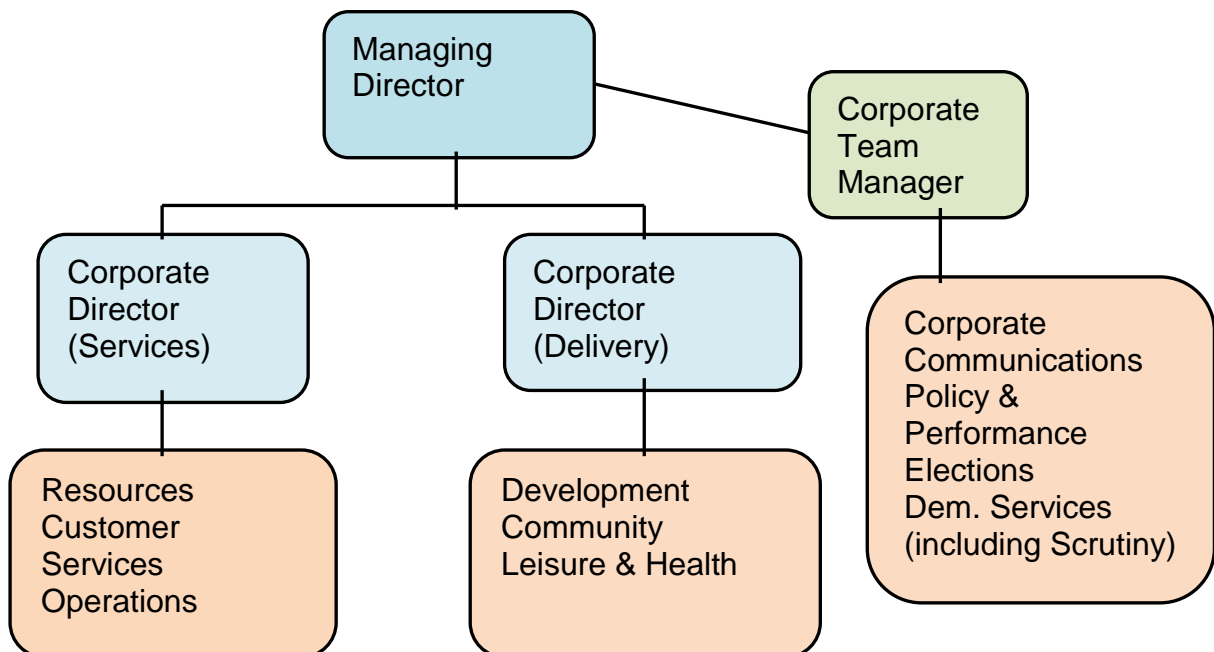 Managing
Director
Corporate
Team
Manager
Corporate
Director
(Services)
Corporate
Director
(Delivery)
Corporate
Communications
Policy &
Performance
Elections
Dem. Services
(including Scrutiny)
Resources
Customer
Services
Operations
Development
Community
Leisure & Health